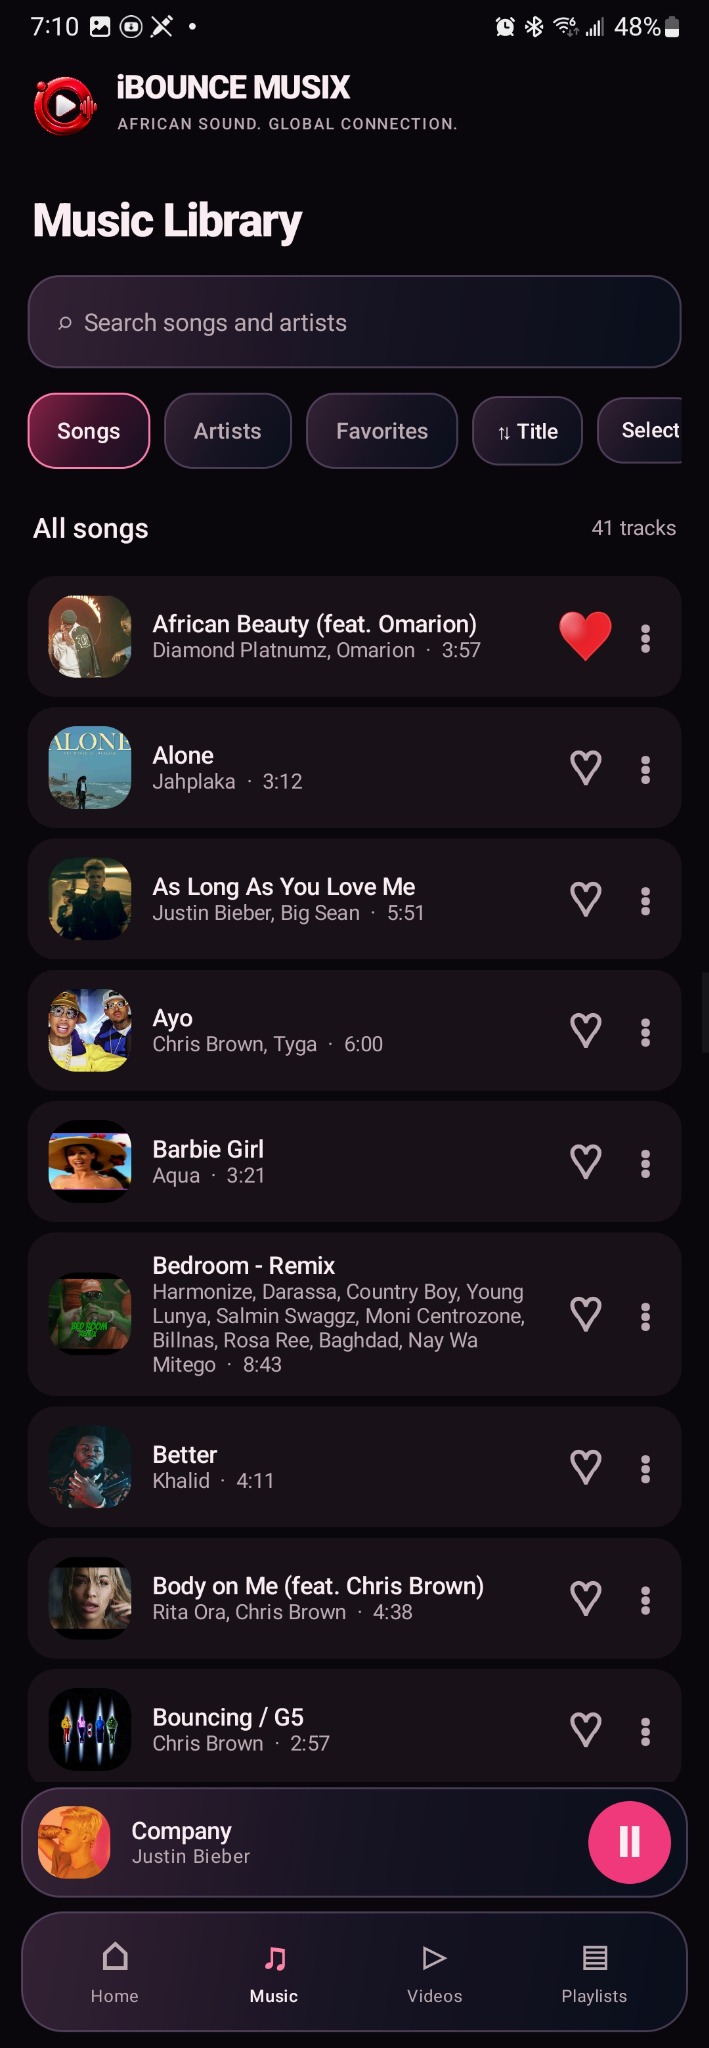 7:10
48%
iBOUNCE MUSIX
AFRICAN SOUND. GLOBAL CONNECTION.
Music Library
Search songs and artists
Songs
Artists
Favorites
↑↓ Title
Select
All songs
41 tracks
African Beauty (feat. Omarion)
Diamond Platnumz, Omarion · 3:57
ALONE
Alone
Jahplaka · 3:12
As Long As You Love Me
Justin Bieber, Big Sean · 5:51
Ayo
Chris Brown, Tyga · 6:00
Barbie Girl
Aqua · 3:21
Bedroom - Remix
Harmonize, Darassa, Country Boy, Young
Lunya, Salmin Swaggz, Moni Centrozone,
Billnas, Rosa Ree, Baghdad, Nay Wa
Mitego · 8:43
BED ROOM
REMIX
Better
Khalid · 4:11
Body on Me (feat. Chris Brown)
Rita Ora, Chris Brown · 4:38
Bouncing / G5
Chris Brown · 2:57
Company
Justin Bieber
Home
Music
Videos
Playlists